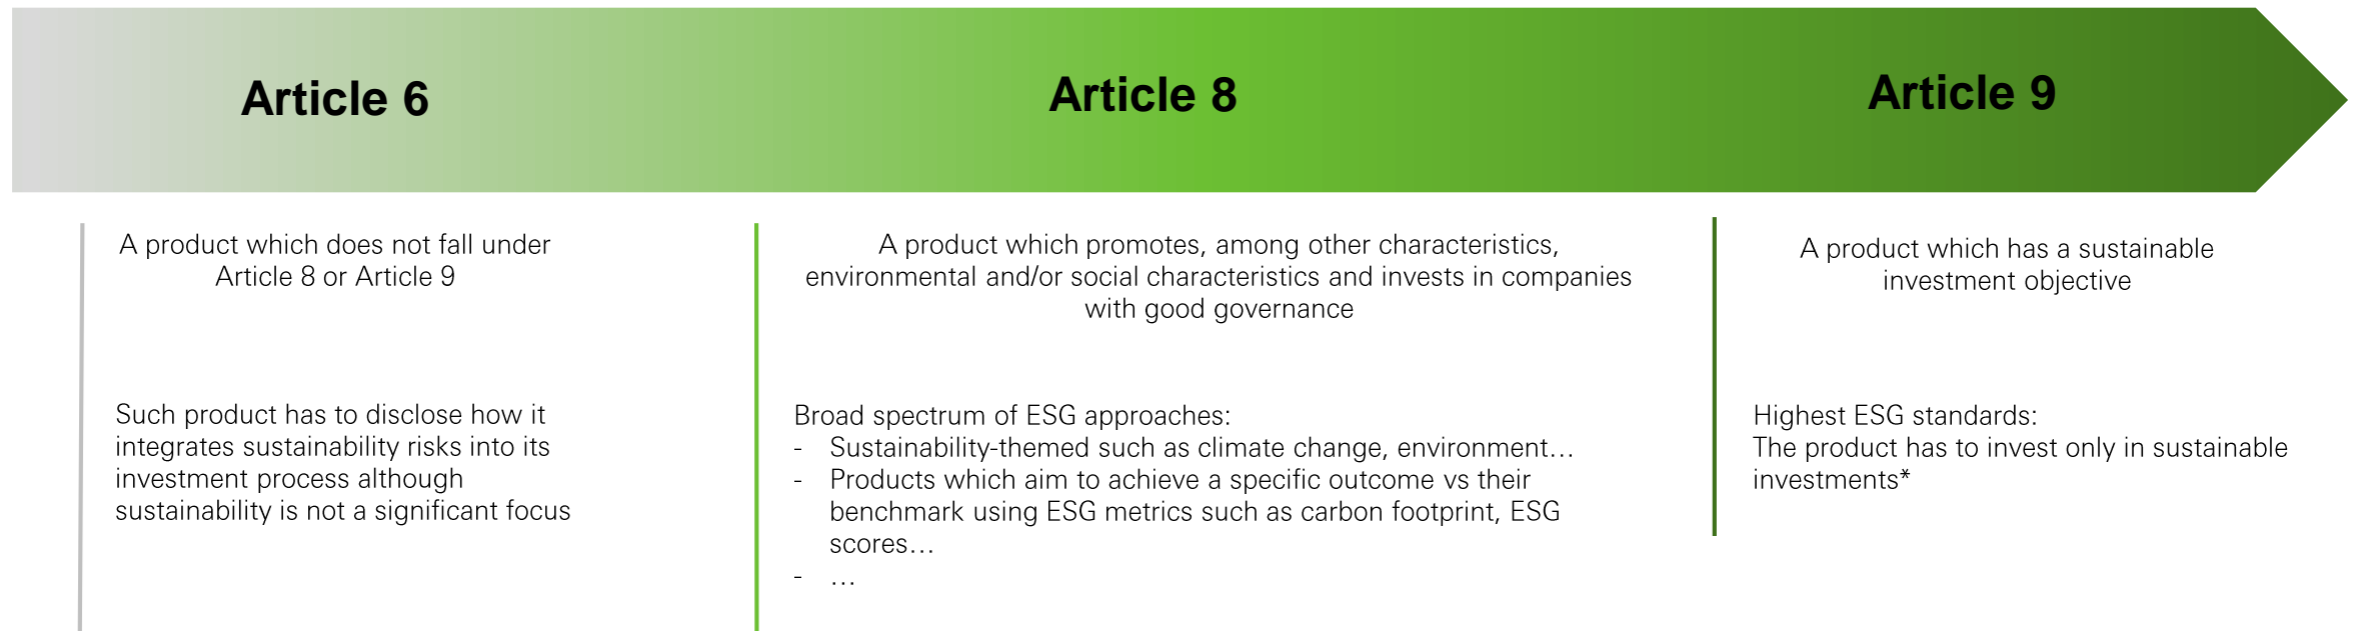 Article 6
Article 8
Article 9
A product which does not fall under
Article 8 or Article 9
Such product has to disclose how it
integrates sustainability risks into its
investment process although
sustainability is not a significant focus
A product which promotes, among other characteristics,
environmental and/or social characteristics and invests in companies
with good governance
Broad spectrum of ESG approaches:
- Sustainability-themed such as climate change, environment…
- Products which aim to achieve a specific outcome vs their
benchmark using ESG metrics such as carbon footprint, ESG
scores…
- …
A product which has a sustainable
investment objective
Highest ESG standards:
The product has to invest only in sustainable
investments*